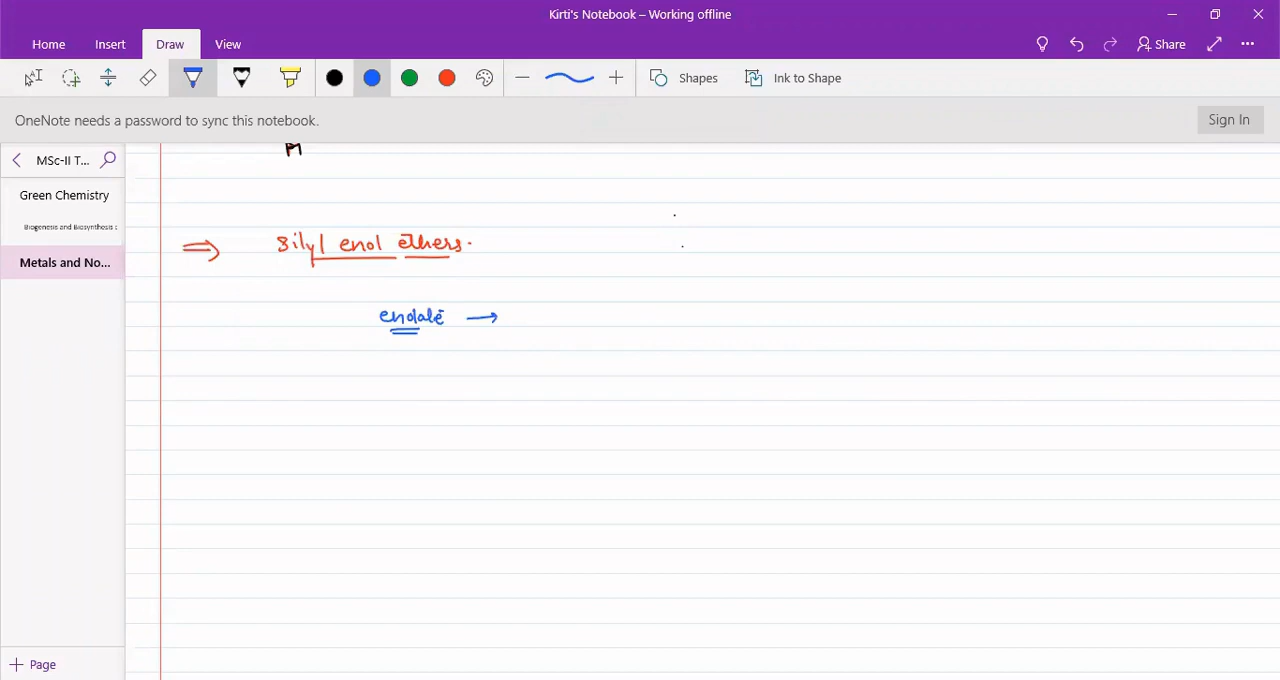 Kirti's Notebook – Working offline
Home Insert Draw View Share
Shapes Ink to Shape
OneNote needs a password to sync this notebook. Sign In
MSc-II T...
Green Chemistry
Biogenesis and Biosynthesis
Metals and No...
⇒ Silyl enol ethers.
endate →
+ Page